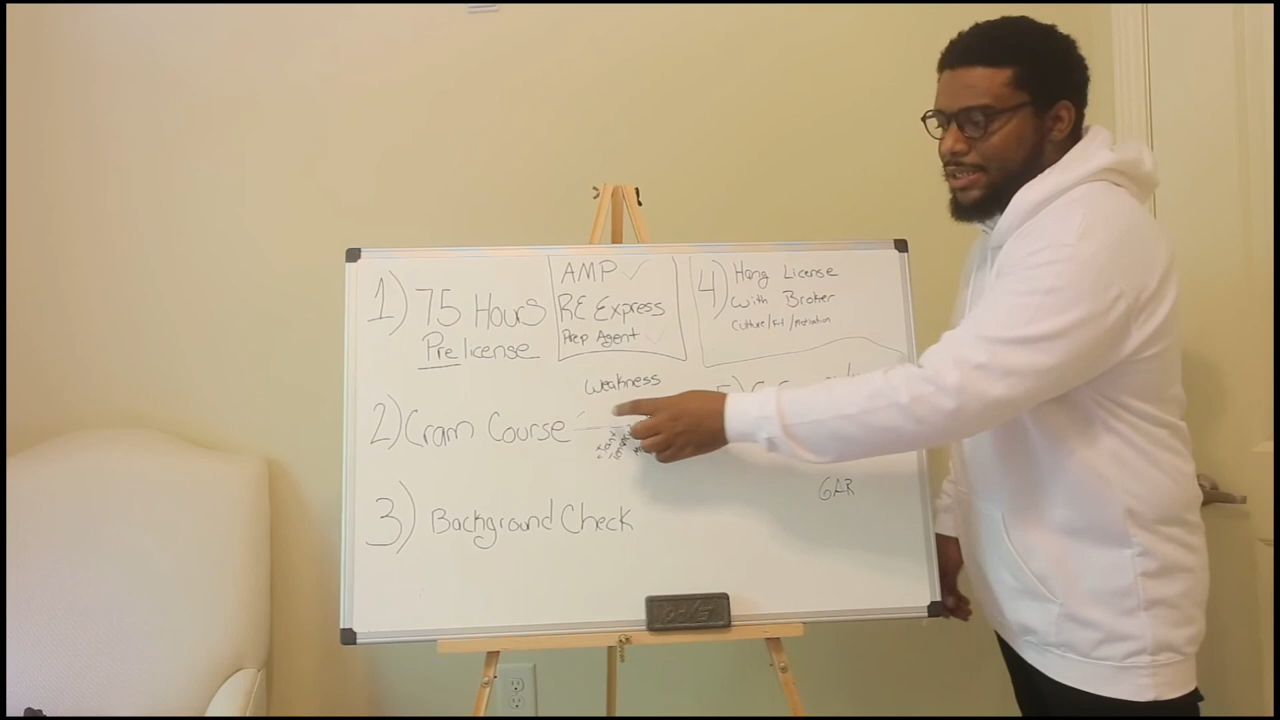 1) 75 Hours
Prelicense
AMP ✓
RE Express
Prep Agent ✓
Weakness
2) Cram Course
3) Background Check
4) Hang License
with Broker
Culture/
/Motivation
5)
GAR